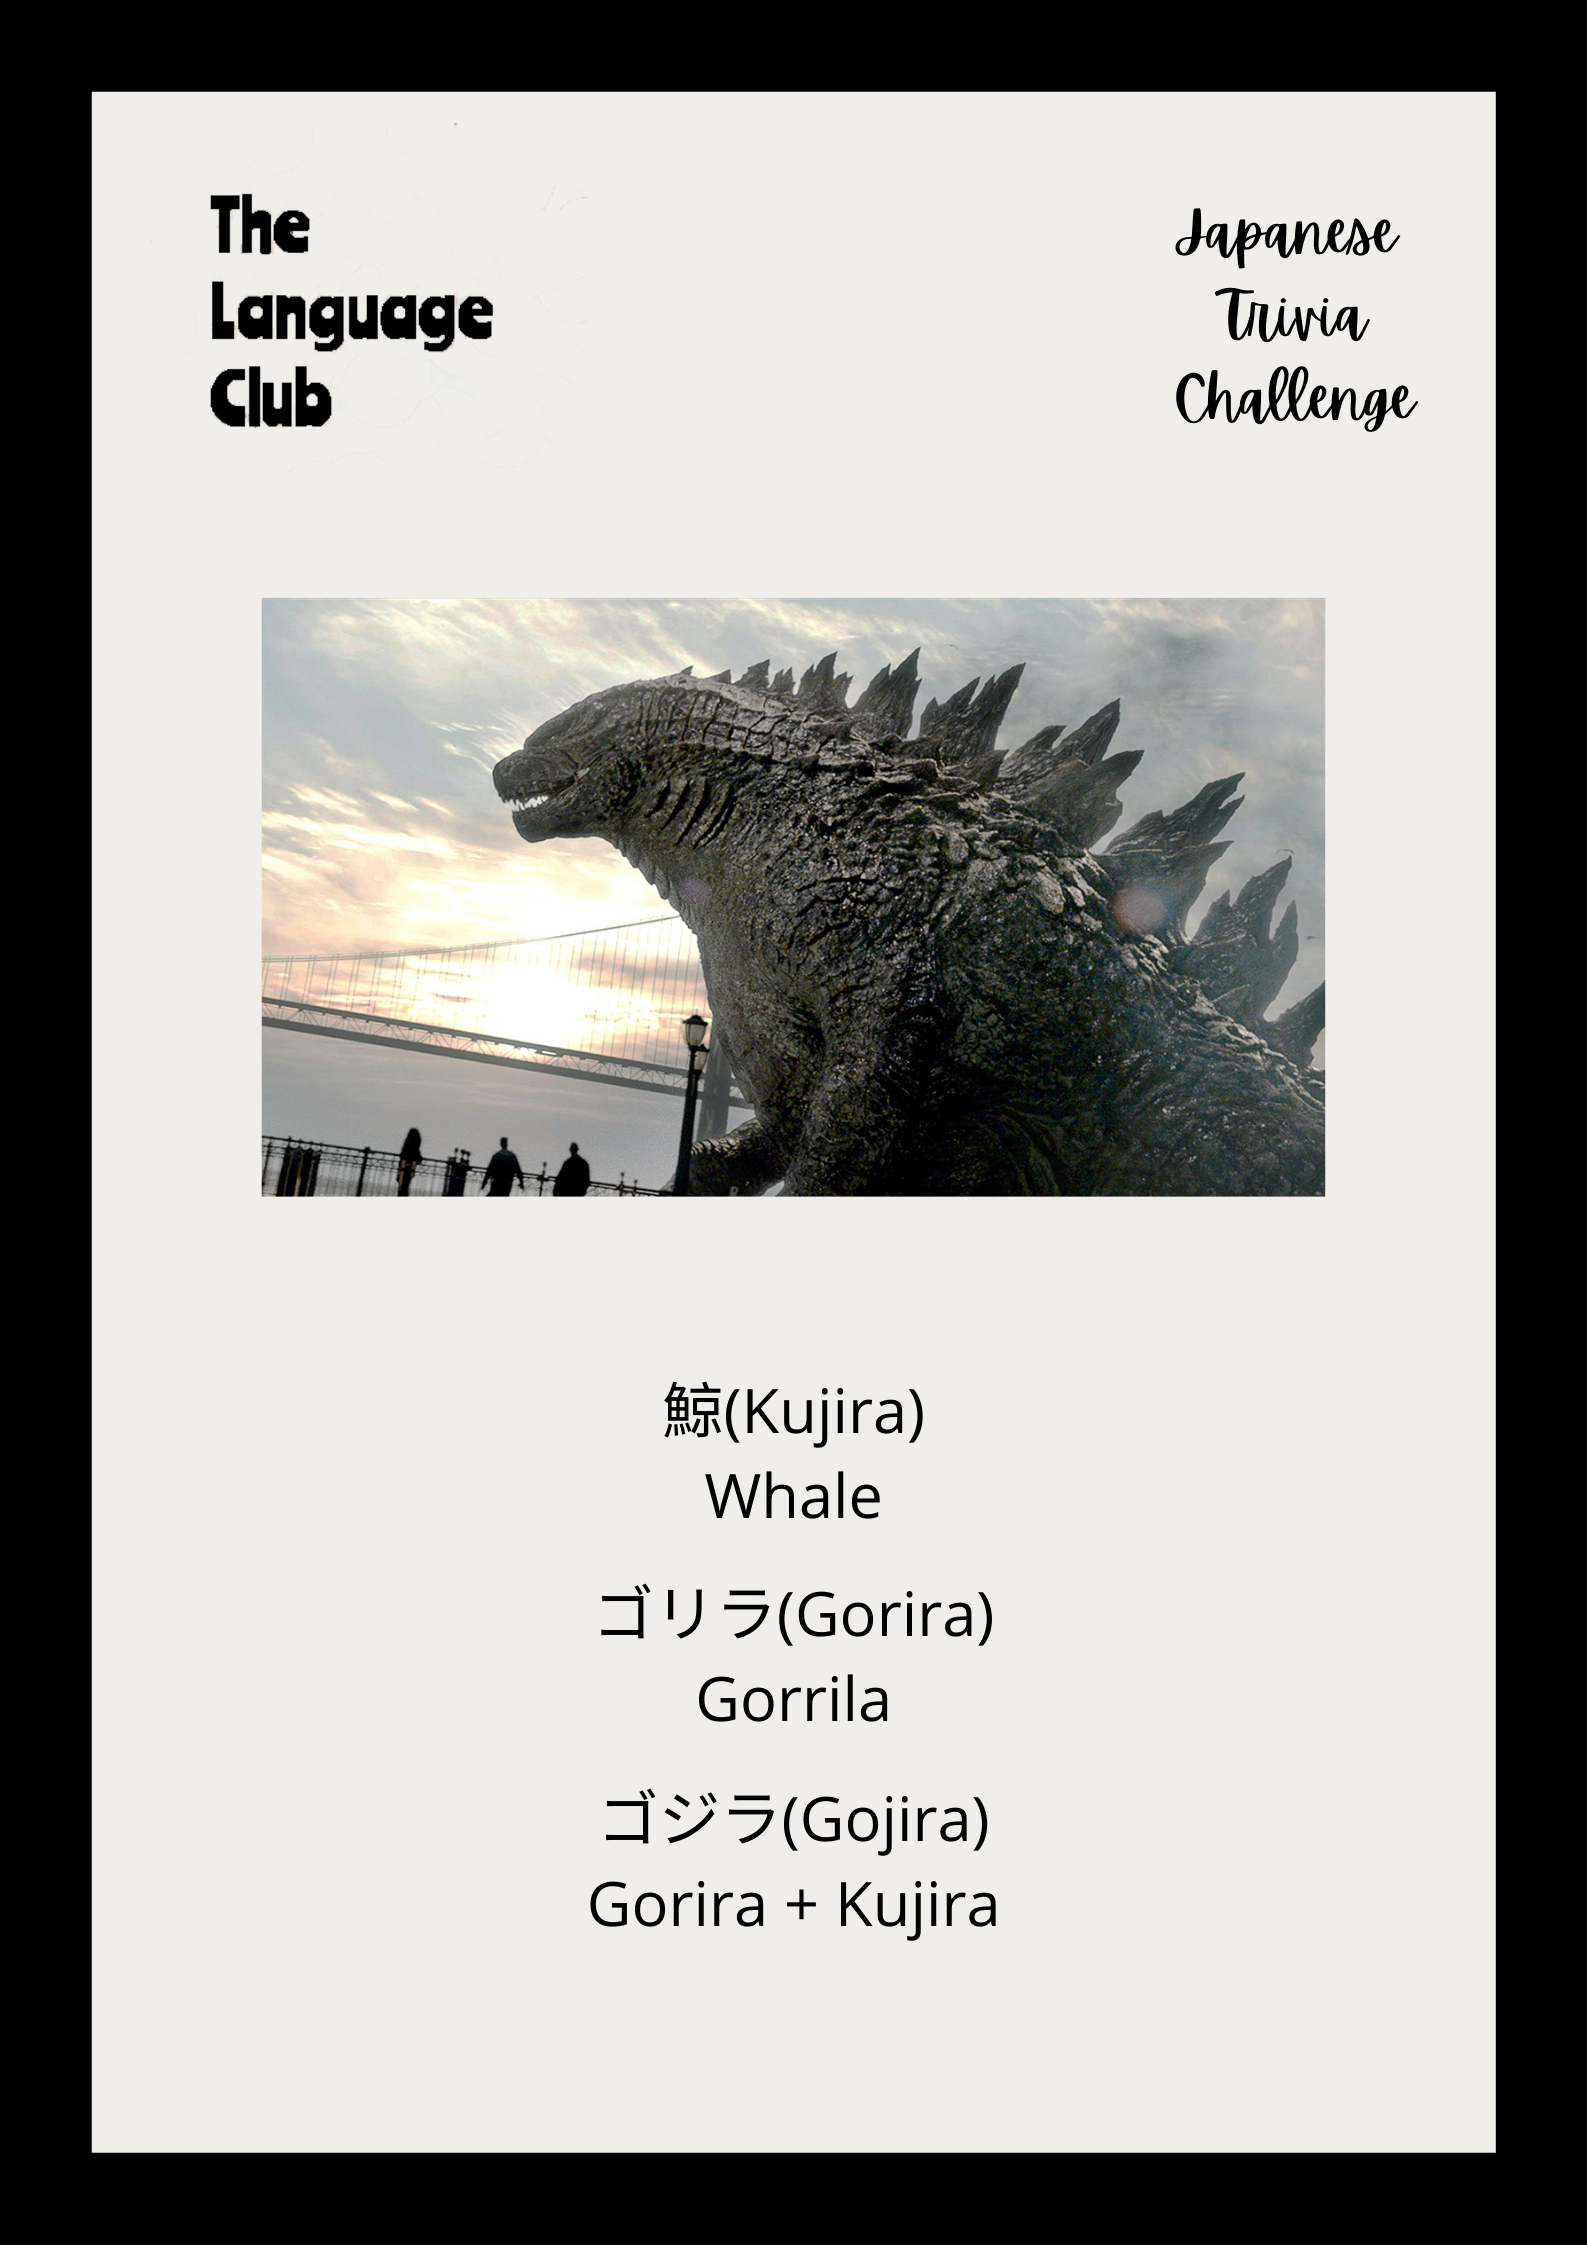 The
Language
Club
Japanese
Trivia
Challenge
鯨(Kujira)
Whale
ゴリラ(Gorira)
Gorrila
ゴジラ(Gojira)
Gorira + Kujira